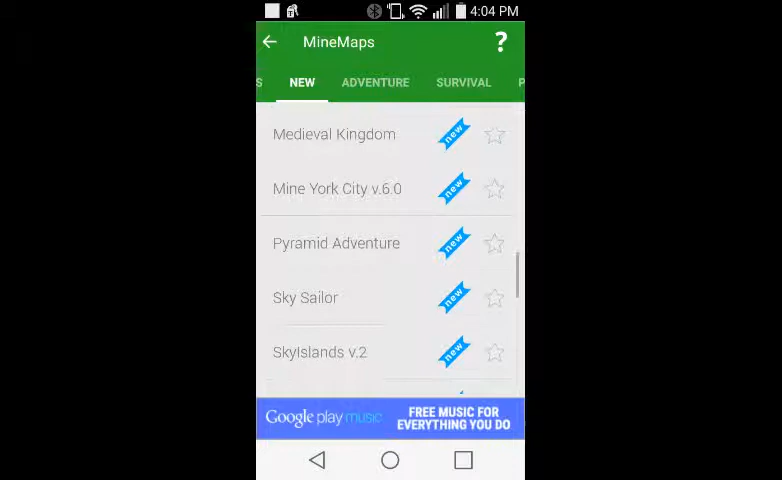 4:04 PM
MineMaps ?
S NEW ADVENTURE SURVIVAL P
Medieval Kingdom new
Mine York City v.6.0 new
Pyramid Adventure new
Sky Sailor new
SkyIslands v.2 new
Google play music
FREE MUSIC FOR
EVERYTHING YOU DO